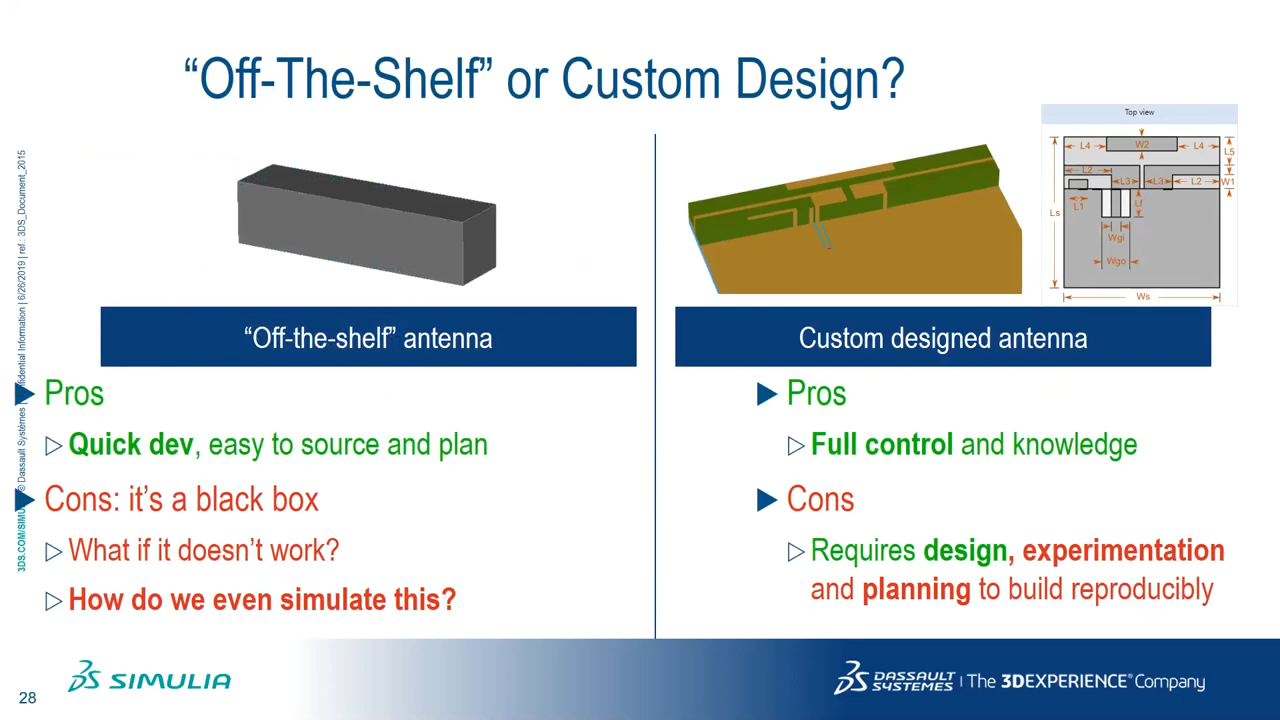 “Off-The-Shelf” or Custom Design?
Top view
L4
W2
L4
L5
L2
L3
L3
L2
W1
L1
Lf
Ls
Wgi
Wgo
Ws
“Off-the-shelf” antenna
Custom designed antenna
Pros
Quick dev, easy to source and plan
Cons: it’s a black box
What if it doesn’t work?
How do we even simulate this?
Pros
Full control and knowledge
Cons
Requires design, experimentation
and planning to build reproducibly
3DS.COM/SIMU © Dassault Systèmes | nfidential Information | 6/26/2019 | ref.: 3DS_Document_2015
28
SIMULIA
DASSAULT
SYSTEMES
The 3DEXPERIENCE® Company